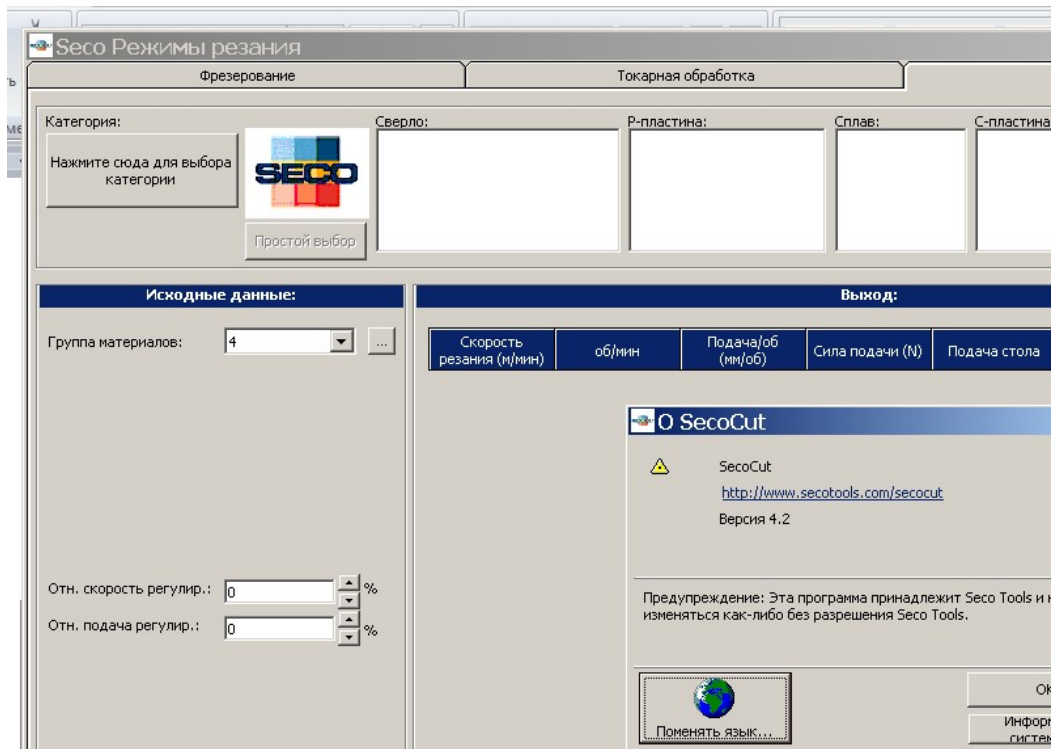 Seco Режимы резания
Фрезерование
Токарная обработка
Категория:
Сверло:
Р-пластина:
Сплав:
С-пластина
Нажмите сюда для выбора
категории
SECO
Простой выбор
Исходные данные:
Выход:
Группа материалов:
4
...
Скорость
резания (м/мин)
об/мин
Подача/об
(мм/об)
Сила подачи (N)
Подача стола
О SecoCut
SecoCut
http://www.secotools.com/secocut
Версия 4.2
Отн. скорость регулир.:
0
%
Отн. подача регулир.:
0
%
Предупреждение: Эта программа принадлежит Seco Tools и
изменяться как-либо без разрешения Seco Tools.
Поменять язык...